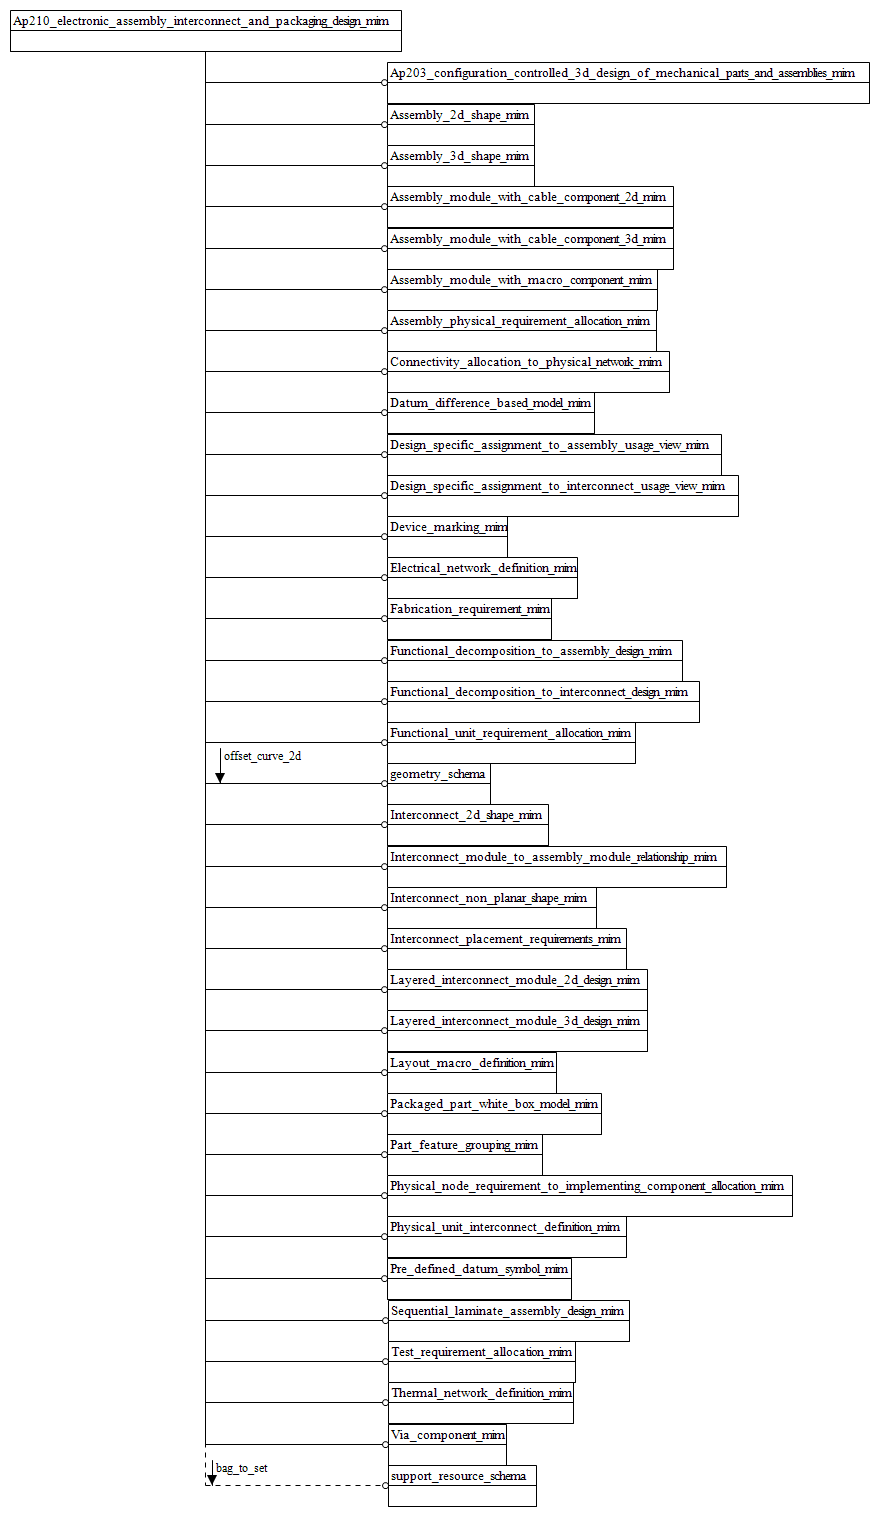 Ap210_electronic_assembly_interconnect_and_packaging_design_mim
Ap203_configuration_controlled_3d_design_of_mechanical_parts_and_assemblies_mim
Assembly_2d_shape_mim
Assembly_3d_shape_mim
Assembly_module_with_cable_component_2d_mim
Assembly_module_with_cable_component_3d_mim
Assembly_module_with_macro_component_mim
Assembly_physical_requirement_allocation_mim
Connectivity_allocation_to_physical_network_mim
Datum_difference_based_model_mim
Design_specific_assignment_to_assembly_usage_view_mim
Design_specific_assignment_to_interconnect_usage_view_mim
Device_marking_mim
Electrical_network_definition_mim
Fabrication_requirement_mim
Functional_decomposition_to_assembly_design_mim
Functional_decomposition_to_interconnect_design_mim
Functional_unit_requirement_allocation_mim
offset_curve_2d
geometry_schema
Interconnect_2d_shape_mim
Interconnect_module_to_assembly_module_relationship_mim
Interconnect_non_planar_shape_mim
Interconnect_placement_requirements_mim
Layered_interconnect_module_2d_design_mim
Layered_interconnect_module_3d_design_mim
Layout_macro_definition_mim
Packaged_part_white_box_model_mim
Part_feature_grouping_mim
Physical_node_requirement_to_implementing_component_allocation_mim
Physical_unit_interconnect_definition_mim
Pre_defined_datum_symbol_mim
Sequential_laminate_assembly_design_mim
Test_requirement_allocation_mim
Thermal_network_definition_mim
Via_component_mim
bag_to_set
support_resource_schema